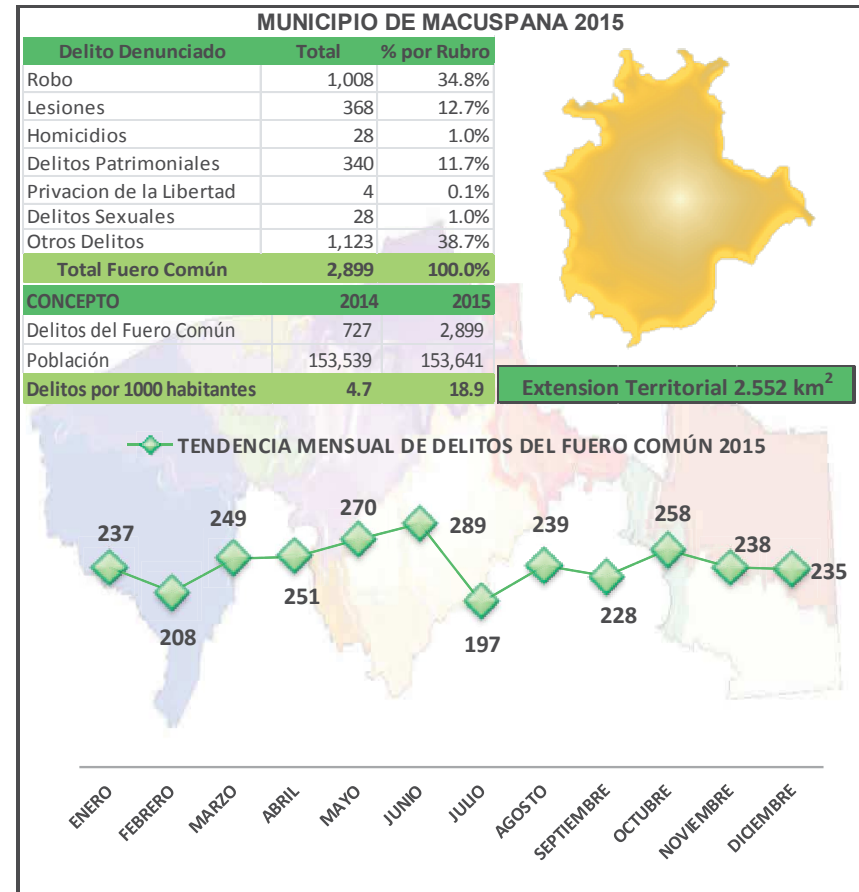 MUNICIPIO DE MACUSPANA 2015
Delito Denunciado Total % por Rubro
Robo 1,008 34.8%
Lesiones 368 12.7%
Homicidios 28 1.0%
Delitos Patrimoniales 340 11.7%
Privacion de la Libertad 4 0.1%
Delitos Sexuales 28 1.0%
Otros Delitos 1,123 38.7%
Total Fuero Común 2,899 100.0%
CONCEPTO 2014 2015
Delitos del Fuero Común 727 2,899
Población 153,539 153,641
Delitos por 1000 habitantes 4.7 18.9
Extension Territorial 2.552 km²
TENDENCIA MENSUAL DE DELITOS DEL FUERO COMÚN 2015
237 208 249 251 270 289 197 239 228 258 238 235
ENERO FEBRERO MARZO ABRIL MAYO JUNIO JULIO AGOSTO SEPTIEMBRE OCTUBRE NOVIEMBRE DICIEMBRE